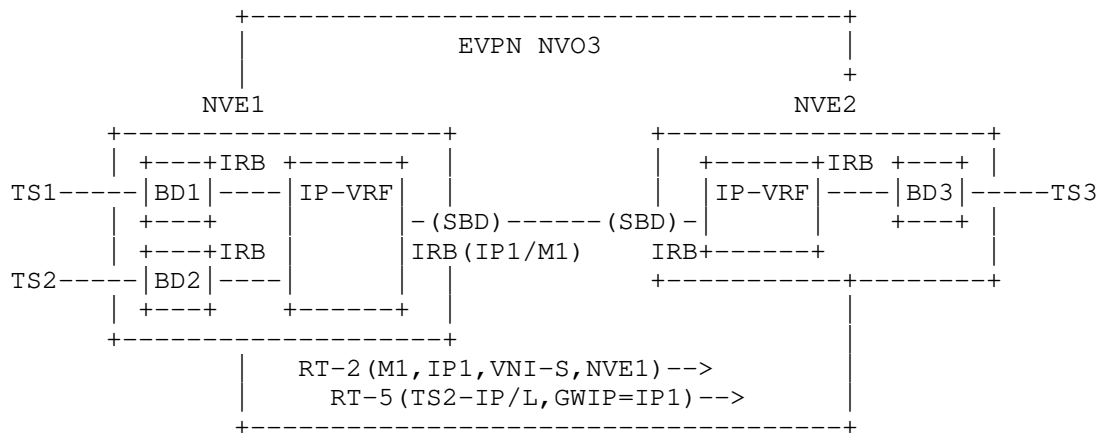 EVPN NVO3
NVE1 NVE2
IRB IRB
TS1 BD1 IP-VRF IP-VRF BD3 TS3
(SBD) (SBD)
IRB IRB(IP1/M1) IRB
TS2 BD2
RT-2(M1,IP1,VNI-S,NVE1)-->
RT-5(TS2-IP/L,GWIP=IP1)-->